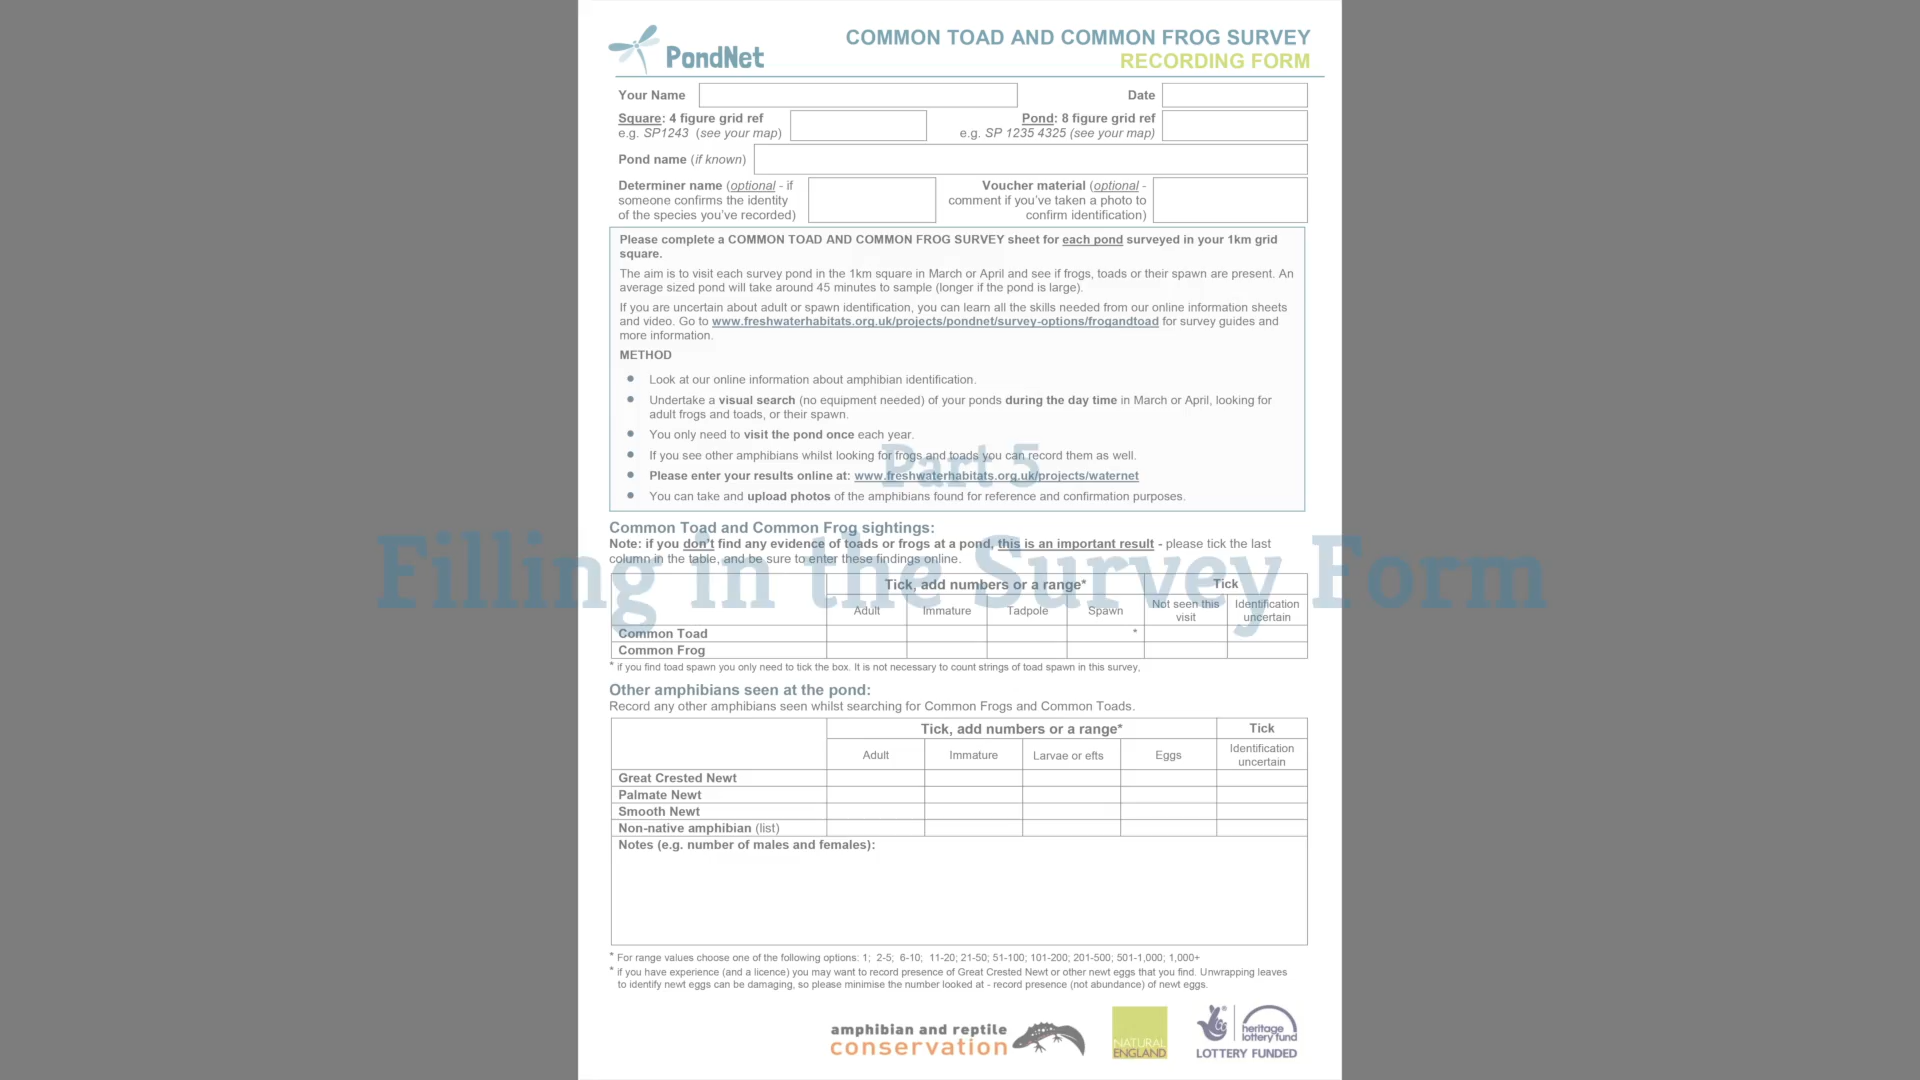 PondNet
COMMON TOAD AND COMMON FROG SURVEY
RECORDING FORM
Your Name
Date
Square: 4 figure grid ref
e.g. SP1243 (see your map)
Pond: 8 figure grid ref
e.g. SP 1235 4325 (see your map)
Pond name (if known)
Determiner name (optional - if
someone confirms the identity
of the species you've recorded)
Voucher material (optional -
comment if you've taken a photo to
confirm identification)
Please complete a COMMON TOAD AND COMMON FROG SURVEY sheet for each pond surveyed in your 1km grid
square.
The aim is to visit each survey pond in the 1km square in March or April and see if frogs, toads or their spawn are present. An
average sized pond will take around 45 minutes to sample (longer if the pond is large).
If you are uncertain about adult or spawn identification, you can learn all the skills needed from our online information sheets
and video. Go to www.freshwaterhabitats.org.uk/projects/pondnet/survey-options/frogandtoad for survey guides and
more information.
METHOD
● Look at our online information about amphibian identification.
● Undertake a visual search (no equipment needed) of your ponds during the day time in March or April, looking for
adult frogs and toads, or their spawn.
● You only need to visit the pond once each year.
● If you see other amphibians whilst looking for frogs and toads you can record them as well.
● Please enter your results online at: www.freshwaterhabitats.org.uk/projects/waternet
● You can take and upload photos of the amphibians found for reference and confirmation purposes.
Part 5
Filling in the Survey Form
Common Toad and Common Frog sightings:
Note: if you don't find any evidence of toads or frogs at a pond, this is an important result - please tick the last
column in the table, and be sure to enter these findings online.
Tick, add numbers or a range* Tick
Adult Immature Tadpole Spawn Not seen this visit Identification uncertain
Common Toad *
Common Frog
* if you find toad spawn you only need to tick the box. It is not necessary to count strings of toad spawn in this survey,
Other amphibians seen at the pond:
Record any other amphibians seen whilst searching for Common Frogs and Common Toads.
Tick, add numbers or a range* Tick
Adult Immature Larvae or efts Eggs Identification uncertain
Great Crested Newt
Palmate Newt
Smooth Newt
Non-native amphibian (list)
Notes (e.g. number of males and females):
* For range values choose one of the following options: 1; 2-5; 6-10; 11-20; 21-50; 51-100; 101-200; 201-500; 501-1,000; 1,000+
* if you have experience (and a licence) you may want to record presence of Great Crested Newt or other newt eggs that you find. Unwrapping leaves
to identify newt eggs can be damaging, so please minimise the number looked at - record presence (not abundance) of newt eggs.
amphibian and reptile
conservation
NATURAL
ENGLAND
heritage
lottery fund
LOTTERY FUNDED